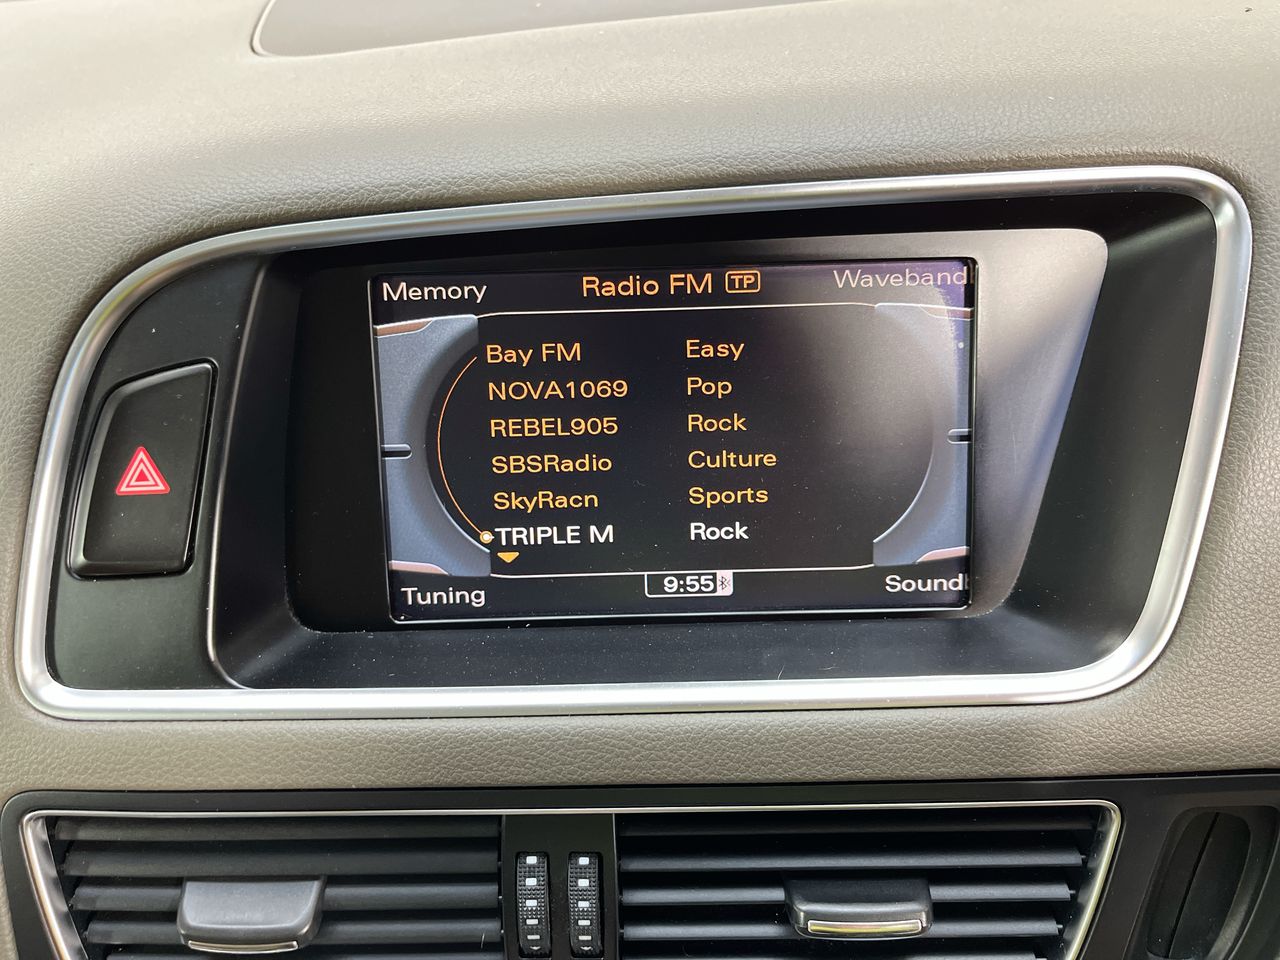 Memory Radio FM TP Waveband
Bay FM Easy
NOVA1069 Pop
REBEL905 Rock
SBSRadio Culture
SkyRacn Sports
TRIPLE M Rock
Tuning 9:55 Sound